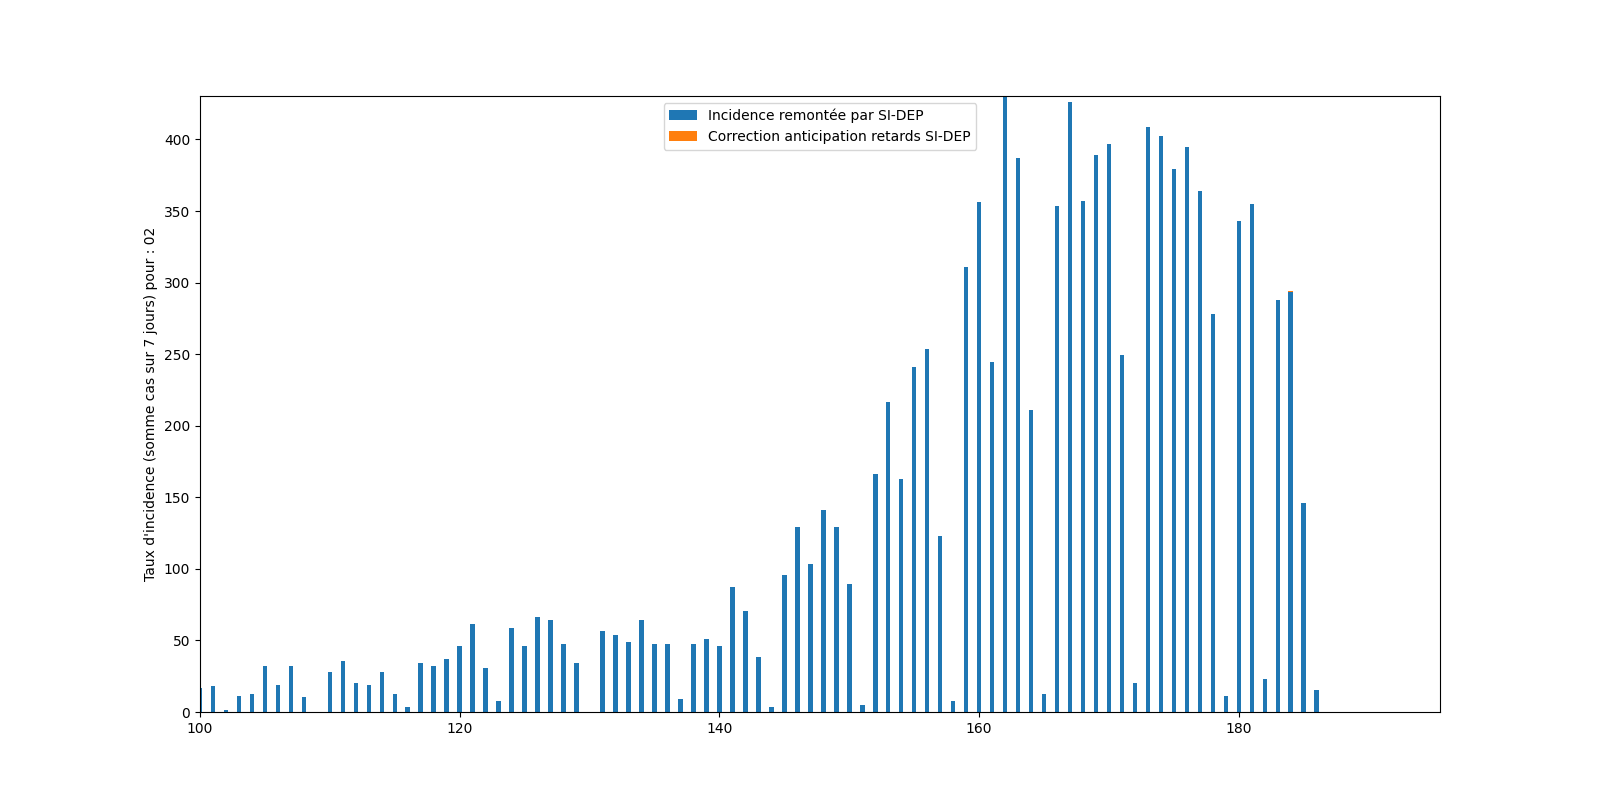 Incidence remontée par SI-DEP
Correction anticipation retards SI-DEP
Taux d'incidence (somme cas sur 7 jours) pour : 02
400
350
300
250
200
150
100
50
0
100 120 140 160 180